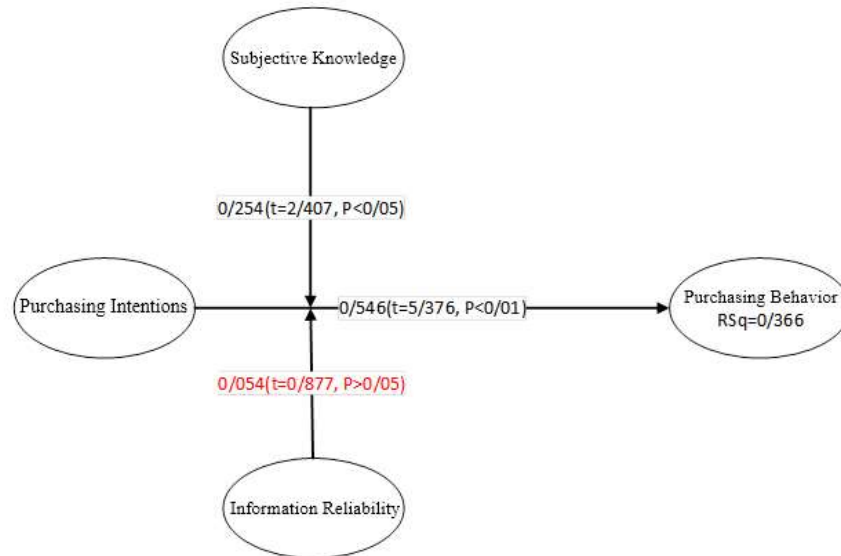 Subjective Knowledge
0/254(t=2/407, P<0/05)
Purchasing Intentions
0/546(t=5/376, P<0/01)
Purchasing Behavior
RSq=0/366
0/054(t=0/877, P>0/05)
Information Reliability